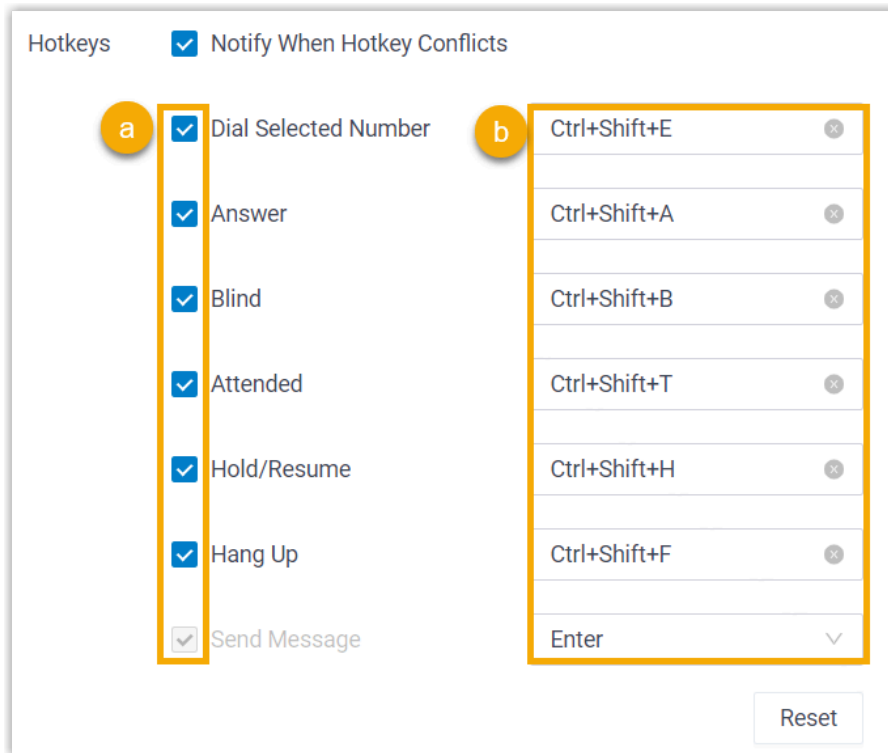 Hotkeys Notify When Hotkey Conflicts
a Dial Selected Number b Ctrl+Shift+E
Answer Ctrl+Shift+A
Blind Ctrl+Shift+B
Attended Ctrl+Shift+T
Hold/Resume Ctrl+Shift+H
Hang Up Ctrl+Shift+F
Send Message Enter
Reset